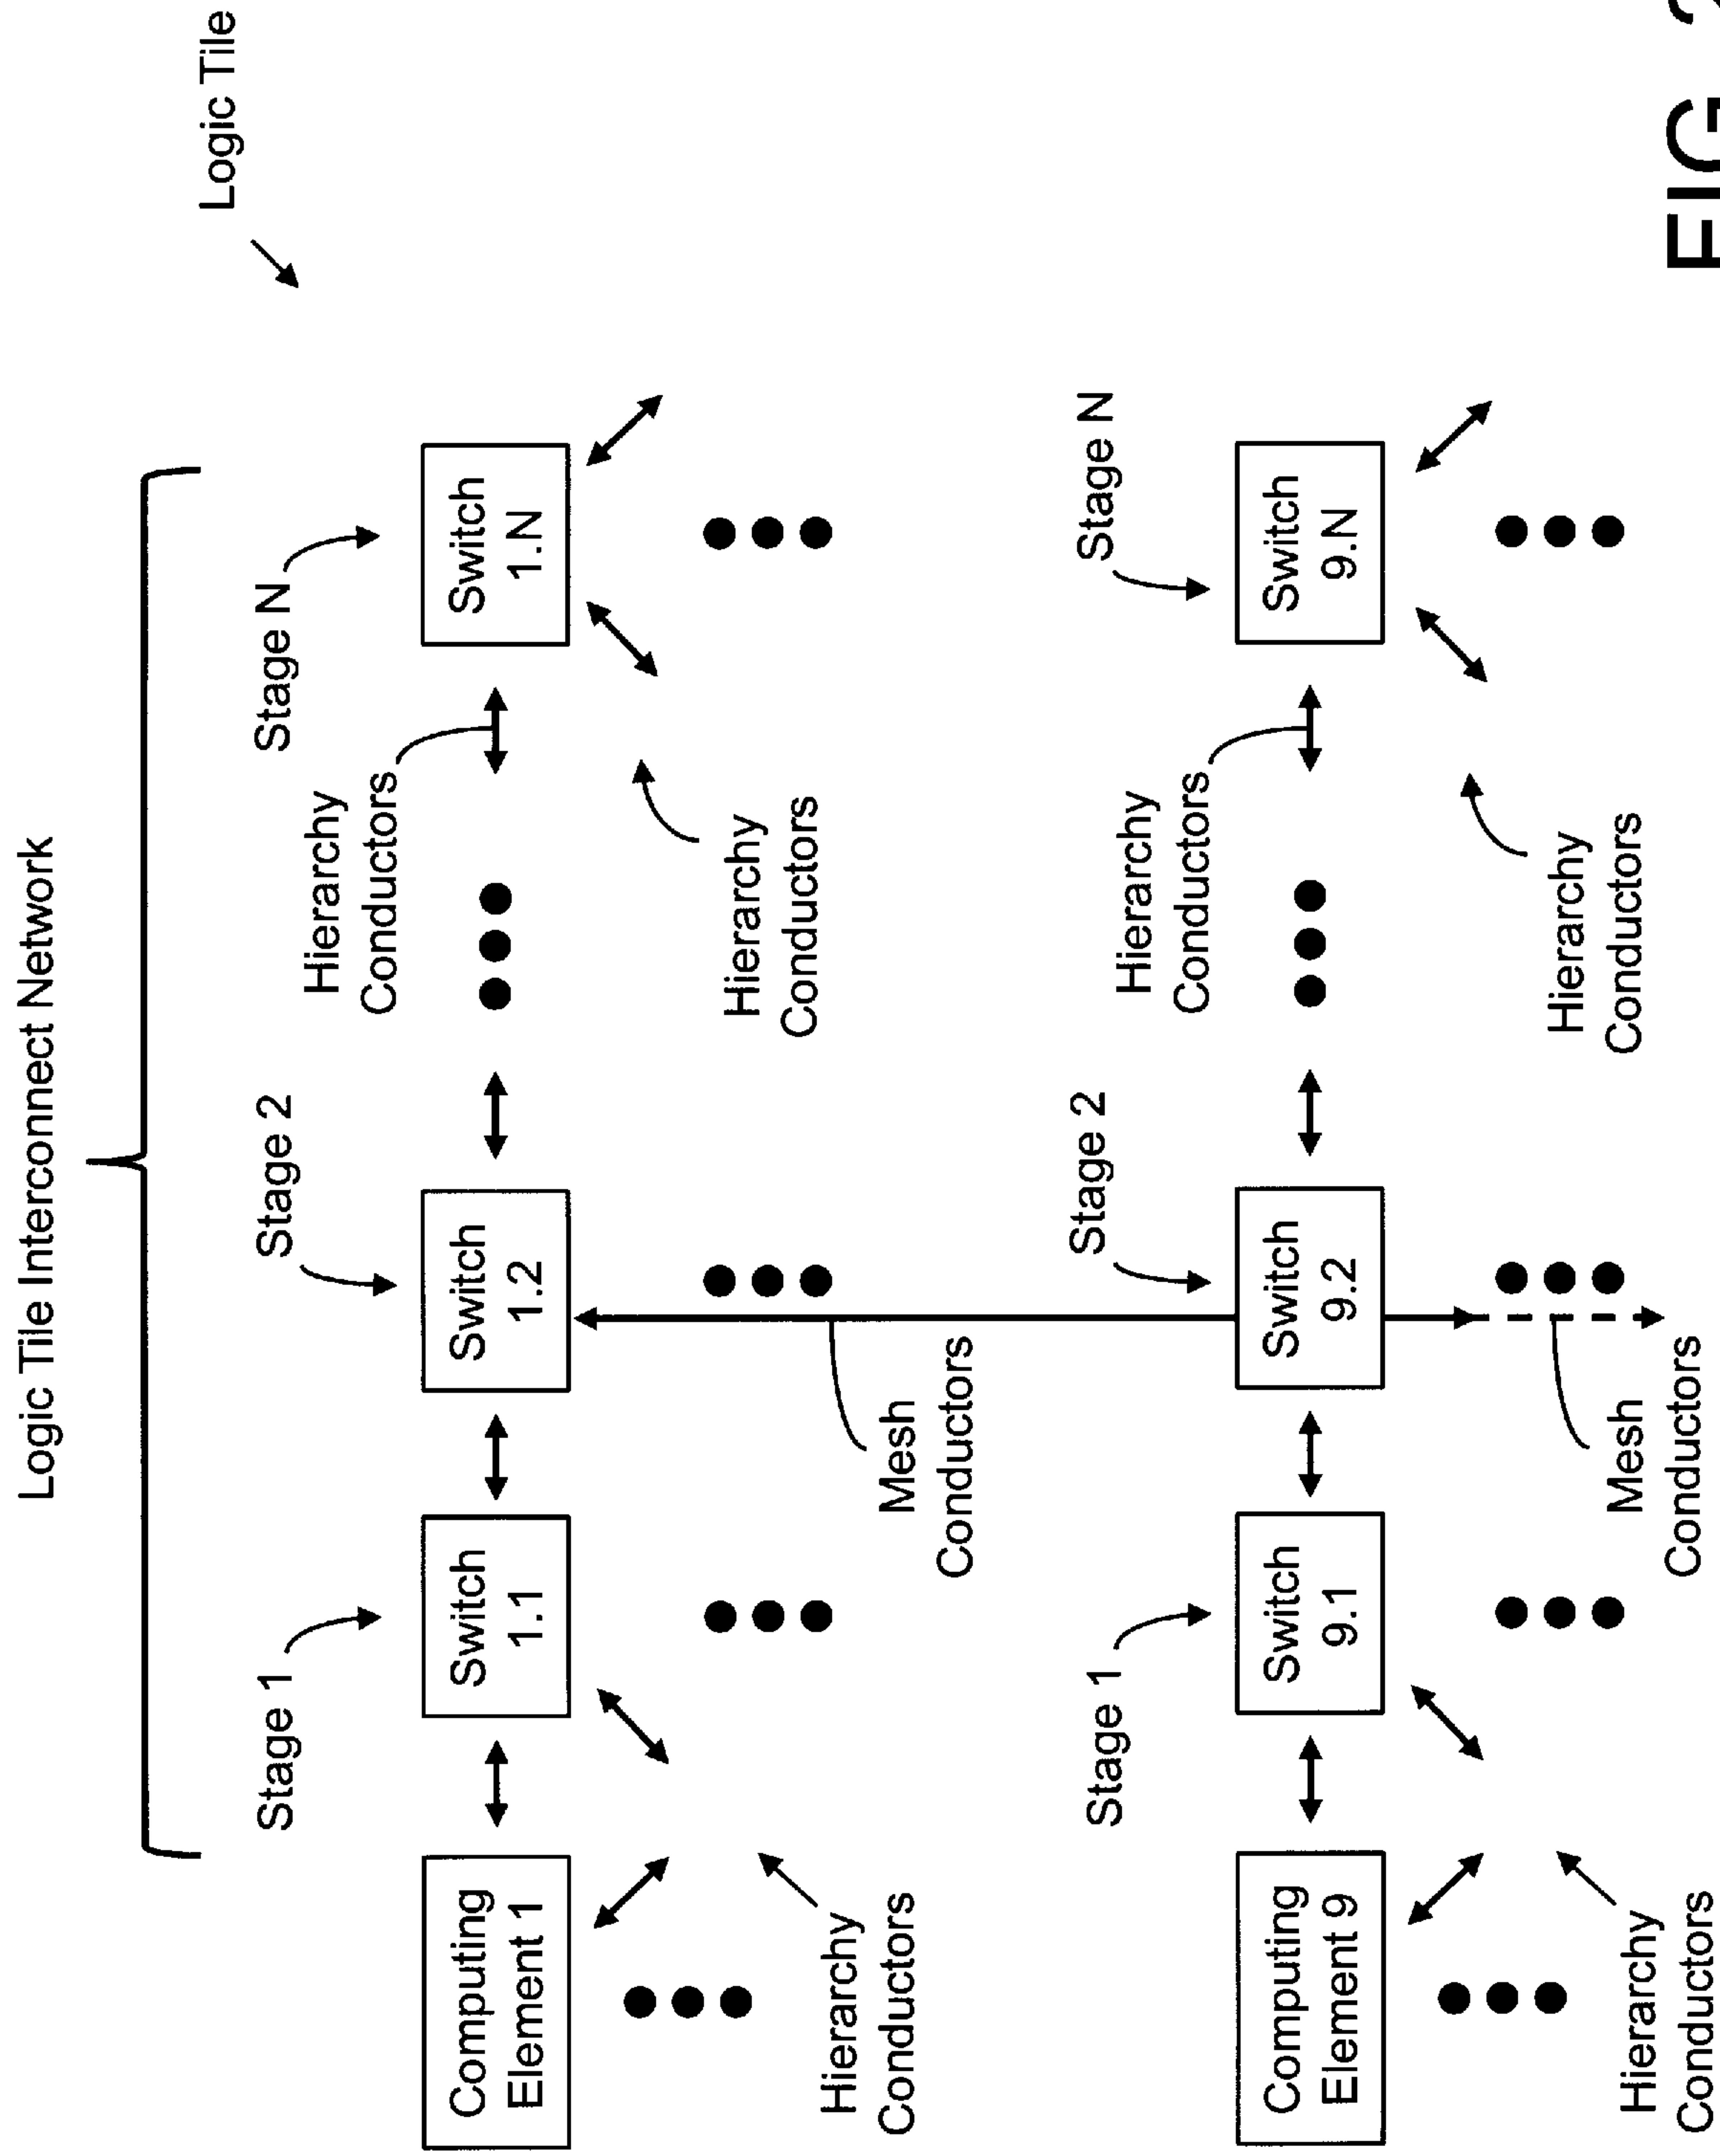 Logic Tile Interconnect Network
Logic Tile
Stage 1
Stage 2
Stage N
Computing
Element 1
Switch
1.1
Switch
1.2
Hierarchy
Conductors
Switch
1.N
Hierarchy
Conductors
Mesh
Conductors
Hierarchy
Conductors
Stage 1
Stage 2
Stage N
Computing
Element 9
Switch
9.1
Switch
9.2
Hierarchy
Conductors
Switch
9.N
Hierarchy
Conductors
Mesh
Conductors
Hierarchy
Conductors
FIG.